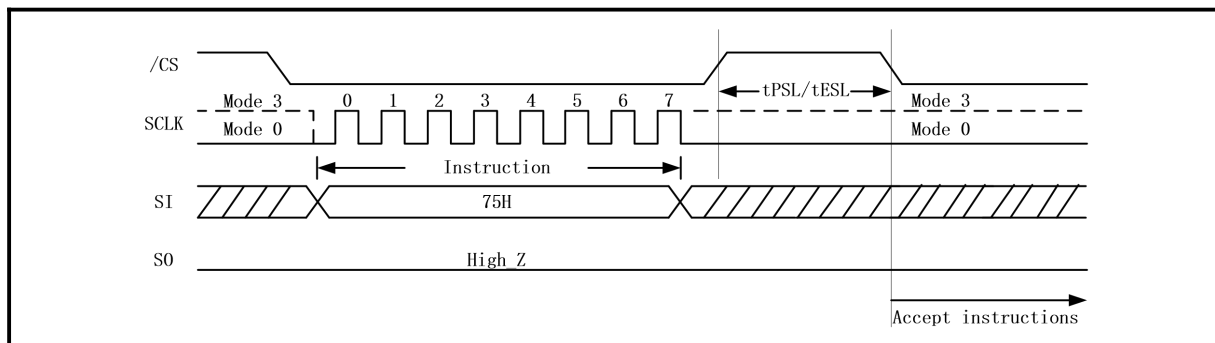 /CS
tPSL/tESL
Mode 3 0 1 2 3 4 5 6 7 Mode 3
SCLK
Mode 0 Mode 0
Instruction
SI 75H
SO High_Z
Accept instructions